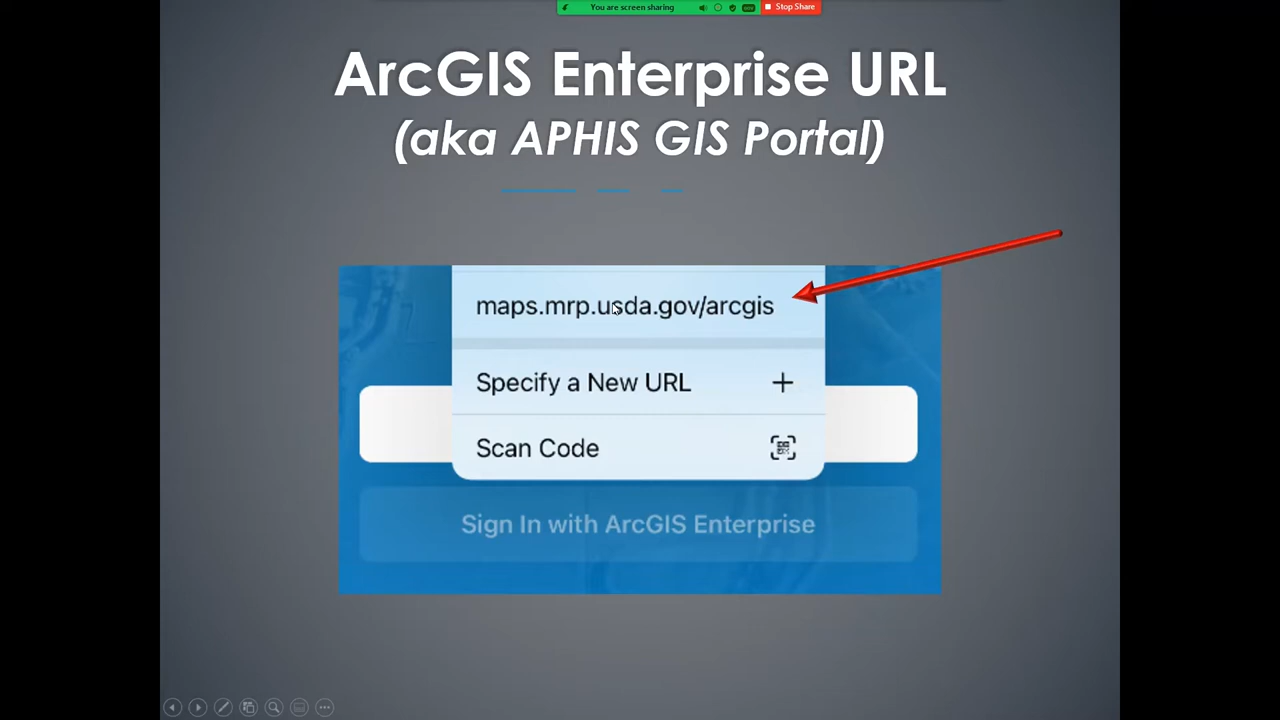 You are screen sharing
Stop Share
ArcGIS Enterprise URL
(aka APHIS GIS Portal)
maps.mrp.usda.gov/arcgis
Specify a New URL
Scan Code
Sign In with ArcGIS Enterprise